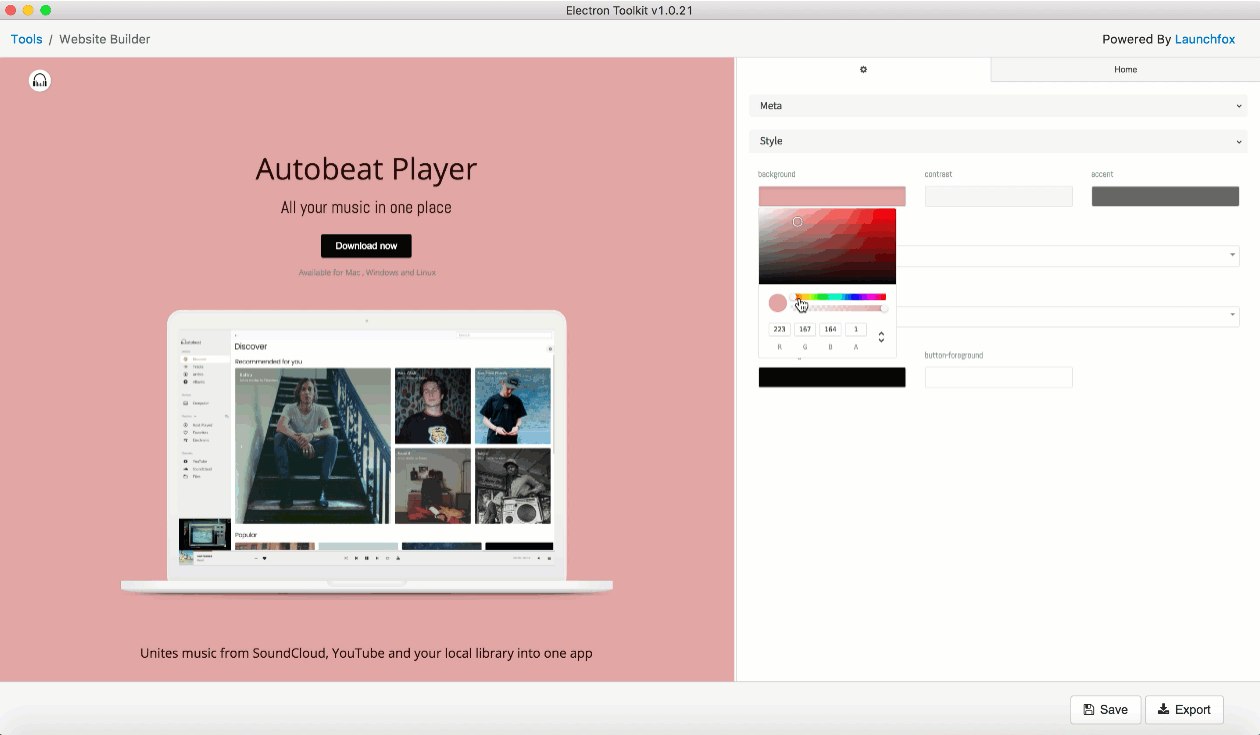 Electron Toolkit v1.0.21
Tools / Website Builder
Powered By Launchfox
Home
Meta
Style
background
contrast
accent
223 167 164 1
R G B A
button-foreground
Autobeat Player
All your music in one place
Download now
Available for Mac, Windows and Linux
Discover
Recommended for you
Popular
Unites music from SoundCloud, YouTube and your local library into one app
Save
Export